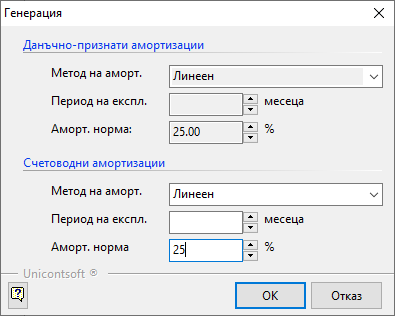 Генерация
Данъчно-признати амортизации
Метод на аморт. Линеен
Период на експл. месеца
Аморт. норма: 25.00 %
Счетоводни амортизации
Метод на аморт. Линеен
Период на експл. месеца
Аморт. норма 25 %
Unicontsoft ®
? OK Отказ